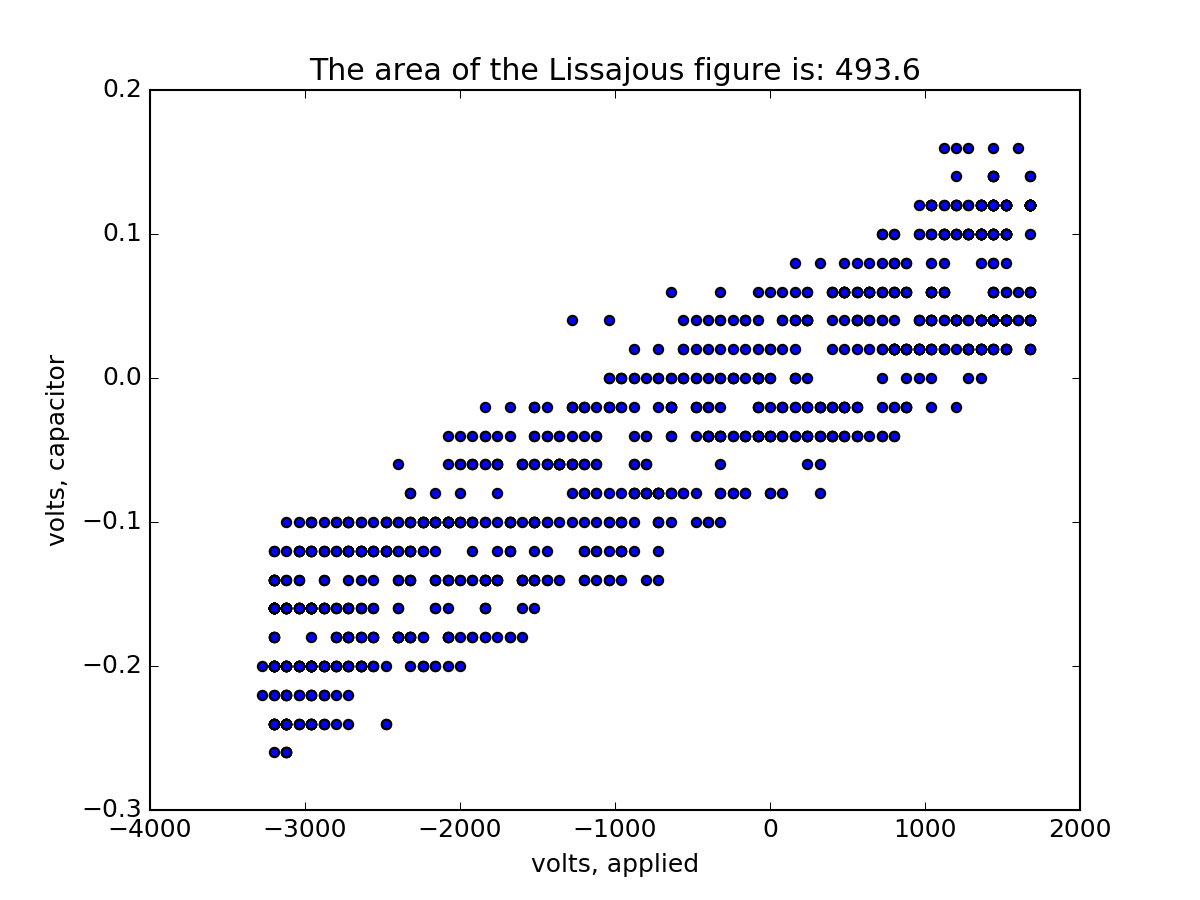 The area of the Lissajous figure is: 493.6
0.2
0.1
0.0
−0.1
−0.2
−0.3
volts, capacitor
−4000 −3000 −2000 −1000 0 1000 2000
volts, applied